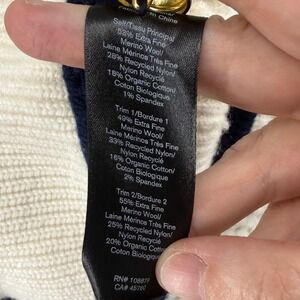 in China
Self/Tissu Principal
53% Extra Fine
Merino Wool/
Laine Mérinos Très Fine
28% Recycled Nylon/
Nylon Recyclé
18% Organic Cotton/
Coton Biologique
1% Spandex
Trim 1/Bordure 1
49% Extra Fine
Merino Wool/
Laine Mérinos Très Fine
33% Recycled Nylon/
Nylon Recyclé
16% Organic Cotton/
Coton Biologique
2% Spandex
Trim 2/Bordure 2
55% Extra Fine
Merino Wool/
Laine Mérinos Très Fine
25% Recycled Nylon/
Nylon Recyclé
20% Organic Cotton/
Coton Biologique
RN# 108879
CA# 45760